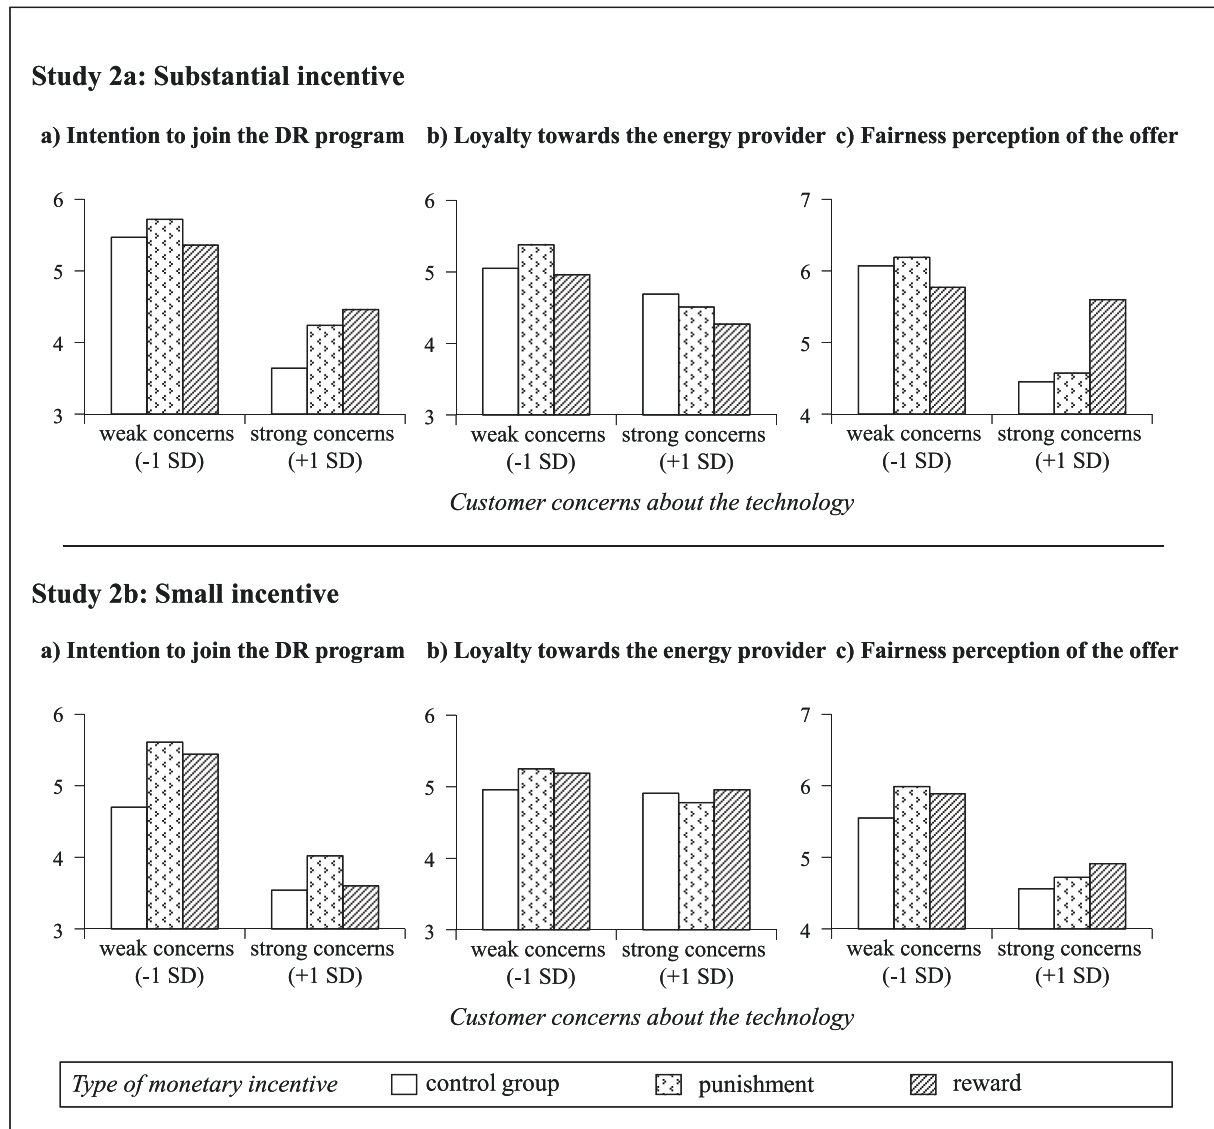 Study 2a: Substantial incentive
a) Intention to join the DR program b) Loyalty towards the energy provider c) Fairness perception of the offer
6
5
4
3
weak concerns strong concerns
(-1 SD) (+1 SD)
6
5
4
3
weak concerns strong concerns
(-1 SD) (+1 SD)
7
6
5
4
weak concerns strong concerns
(-1 SD) (+1 SD)
Customer concerns about the technology
Study 2b: Small incentive
a) Intention to join the DR program b) Loyalty towards the energy provider c) Fairness perception of the offer
6
5
4
3
weak concerns strong concerns
(-1 SD) (+1 SD)
6
5
4
3
weak concerns strong concerns
(-1 SD) (+1 SD)
7
6
5
4
weak concerns strong concerns
(-1 SD) (+1 SD)
Customer concerns about the technology
Type of monetary incentive control group punishment reward